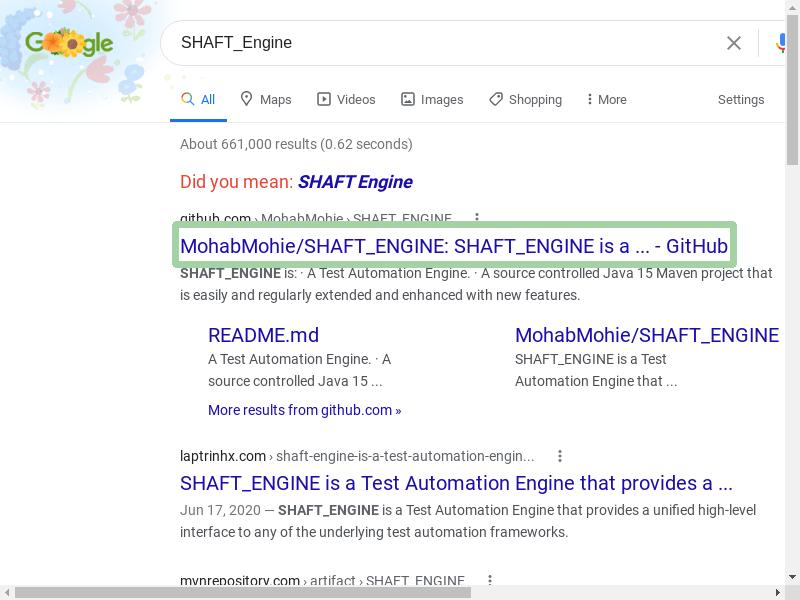 Google
SHAFT_Engine
All
Maps
Videos
Images
Shopping
More
Settings
About 661,000 results (0.62 seconds)
Did you mean: SHAFT Engine
github.com › MohabMohie › SHAFT_ENGINE
MohabMohie/SHAFT_ENGINE: SHAFT_ENGINE is a ... - GitHub
SHAFT_ENGINE is: · A Test Automation Engine. · A source controlled Java 15 Maven project that
is easily and regularly extended and enhanced with new features.
README.md
A Test Automation Engine. · A
source controlled Java 15 ...
MohabMohie/SHAFT_ENGINE
SHAFT_ENGINE is a Test
Automation Engine that ...
More results from github.com »
laptrinhx.com › shaft-engine-is-a-test-automation-engin...
SHAFT_ENGINE is a Test Automation Engine that provides a ...
Jun 17, 2020 — SHAFT_ENGINE is a Test Automation Engine that provides a unified high-level
interface to any of the underlying test automation frameworks.
mvnrepository.com › artifact › SHAFT_ENGINE